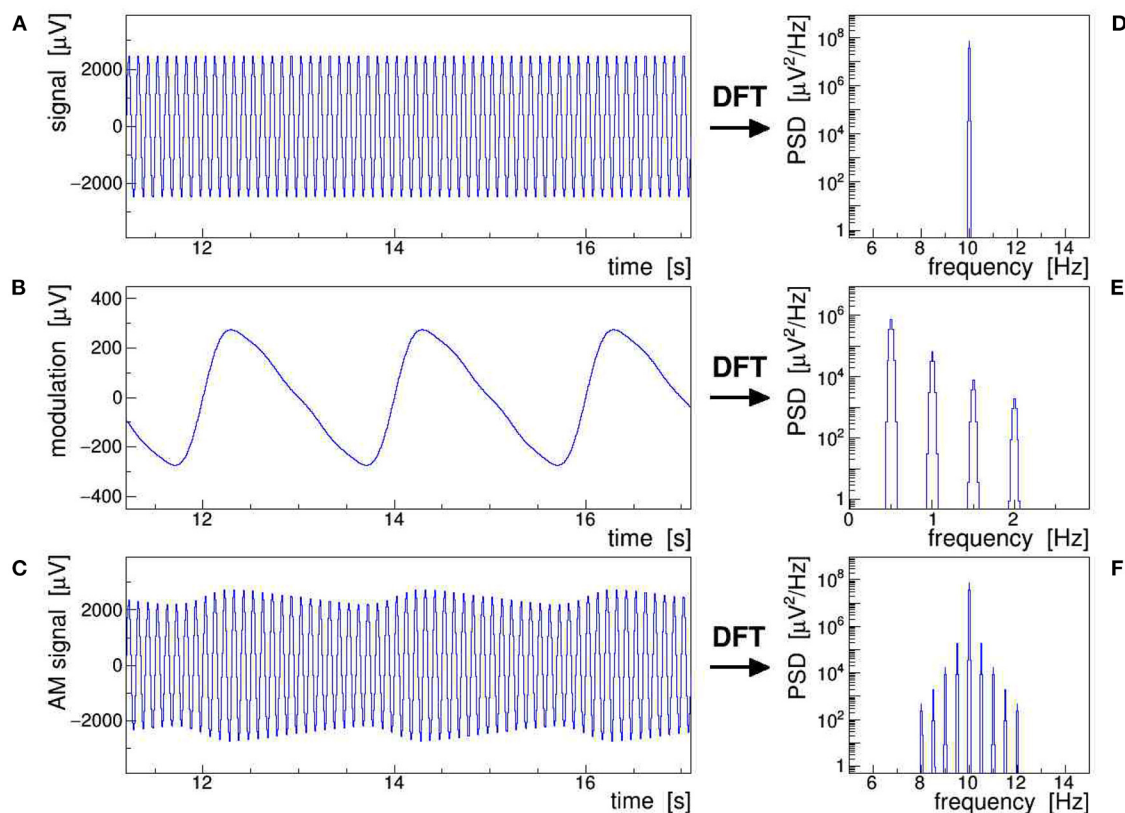 A
signal [μV]
2000
0
−2000
12
14
16
time [s]
DFT
D
PSD [μV²/Hz]
10⁸
10⁶
10⁴
10²
1
6 8 10 12 14
frequency [Hz]
B
modulation [μV]
400
200
0
−200
−400
12
14
16
time [s]
DFT
E
PSD [μV²/Hz]
10⁶
10⁴
10²
1
0 1 2
frequency [Hz]
C
AM signal [μV]
2000
0
−2000
12
14
16
time [s]
DFT
F
PSD [μV²/Hz]
10⁸
10⁶
10⁴
10²
1
6 8 10 12 14
frequency [Hz]